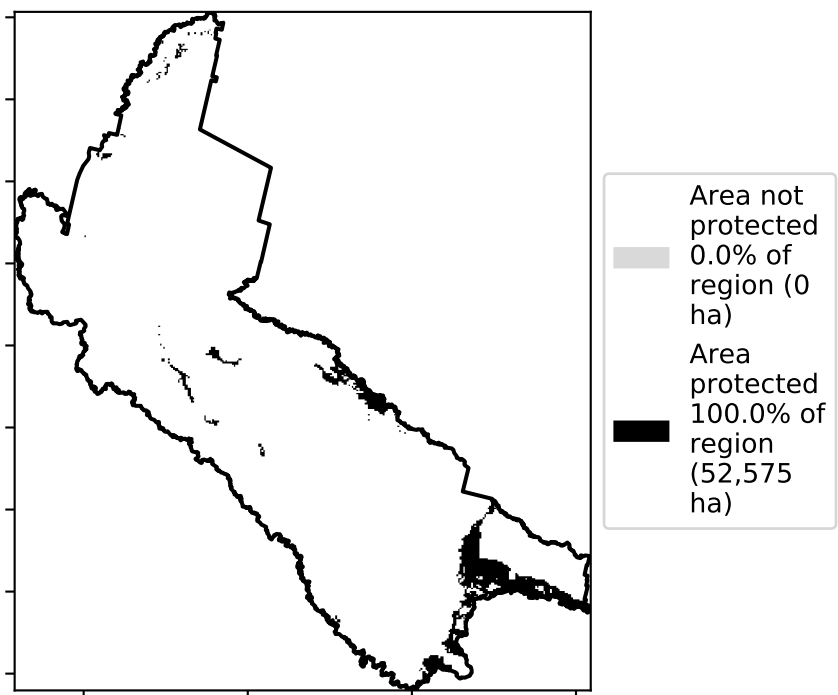 Area not
protected
0.0% of
region (0
ha)
Area
protected
100.0% of
region
(52,575
ha)